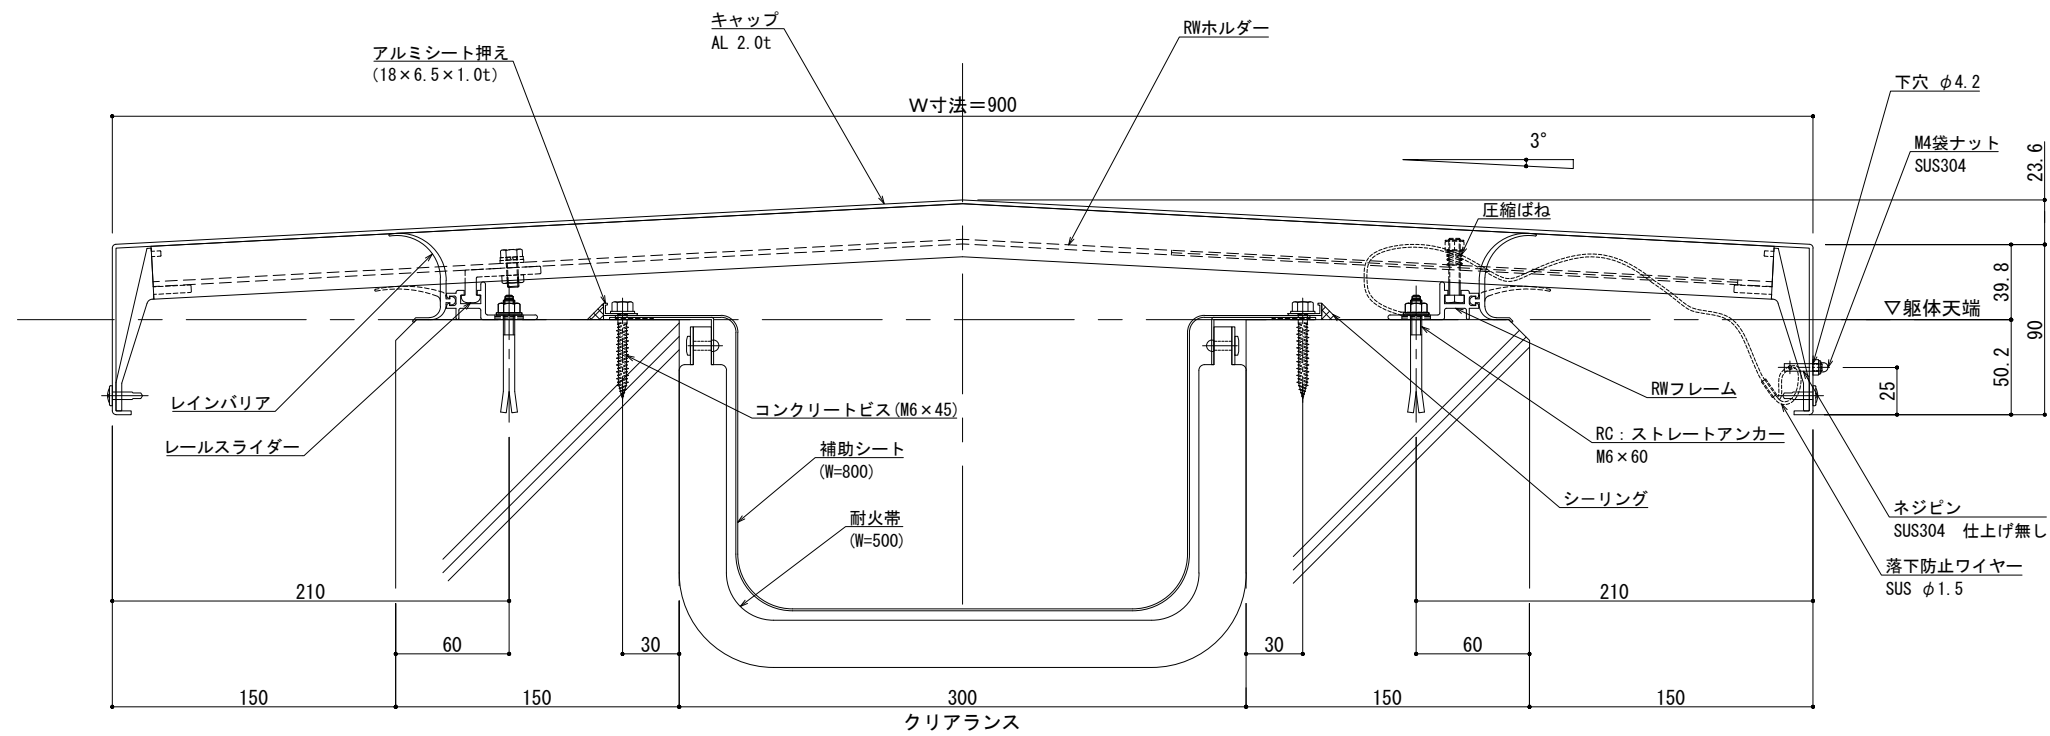 キャップ
AL 2.0t
RWホルダー
アルミシート押え
(18×6.5×1.0t)
下穴 φ4.2
W寸法=900
3°
M4袋ナット
SUS304
23.6
圧縮ばね
39.8
▽躯体天端
90
50.2
25
レインバリア
コンクリートビス(M6×45)
RWフレーム
レールスライダー
補助シート
(W=800)
RC：ストレートアンカー
M6×60
シーリング
耐火帯
(W=500)
ネジピン
SUS304 仕上げ無し
落下防止ワイヤー
SUS φ1.5
210
210
60
30
30
60
150
150
300
150
150
クリアランス